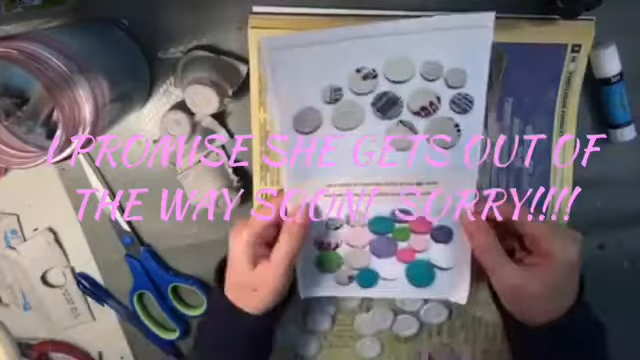 I PROMISE SHE GETS OUT OF
THE WAY SOON! SORRY!!!!